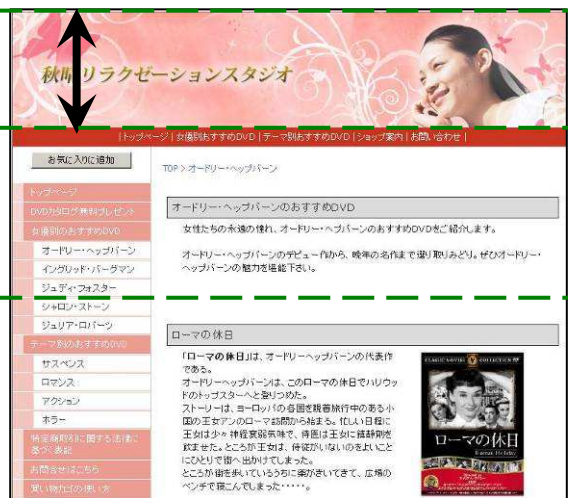 秋晴リラクゼーションスタジオ
|トップページ|女優別おすすめDVD|テーマ別おすすめDVD|ショップ案内|お問い合わせ|
お気に入りに追加
TOP>オードリー・ヘップバーン
トップページ
DVDカタログ無料プレゼント
女優別のおすすめDVD
オードリー・ヘップバーン
イングリッド・バーグマン
ジュディ・フォスター
シャロン・ストーン
ジュリア・ロバーツ
テーマ別のおすすめDVD
サスペンス
ロマンス
アクション
ホラー
特定商取引に関する法律に
基づく表記
お問合せはこちら
買い物カゴの使い方
オードリー・ヘップバーンのおすすめDVD
女性たちの永遠の憧れ、オードリー・ヘプバーンのおすすめDVDをご紹介します。
オードリー・ヘップバーンのデビュー作から、晩年の名作まで選り取りみどり。ぜひオードリー・
ヘップバーンの魅力を堪能下さい。
ローマの休日
「ローマの休日」は、オードリーヘップバーンの代表作
である。
オードリーヘップバーンは、このローマの休日でハリウッ
ドのトップスターへと登りつめた。
ストーリーは、ヨーロッパの各国を親善旅行中のある小
国の王女アンのローマ訪問から始まる。忙しい日程に
王女は少々神経衰弱気味で、侍医は王女に鎮静剤を
飲ませた。ところが王女は、侍従がいないのをよいこと
にひとりで街へ出かけてしまった。
ところが街を歩いているうちに薬がきいてきて、広場の
ベンチで寝こんでしまった・・・・・。
CLASSIC MOVIES COLLECTION
ローマの休日
Roman Holiday